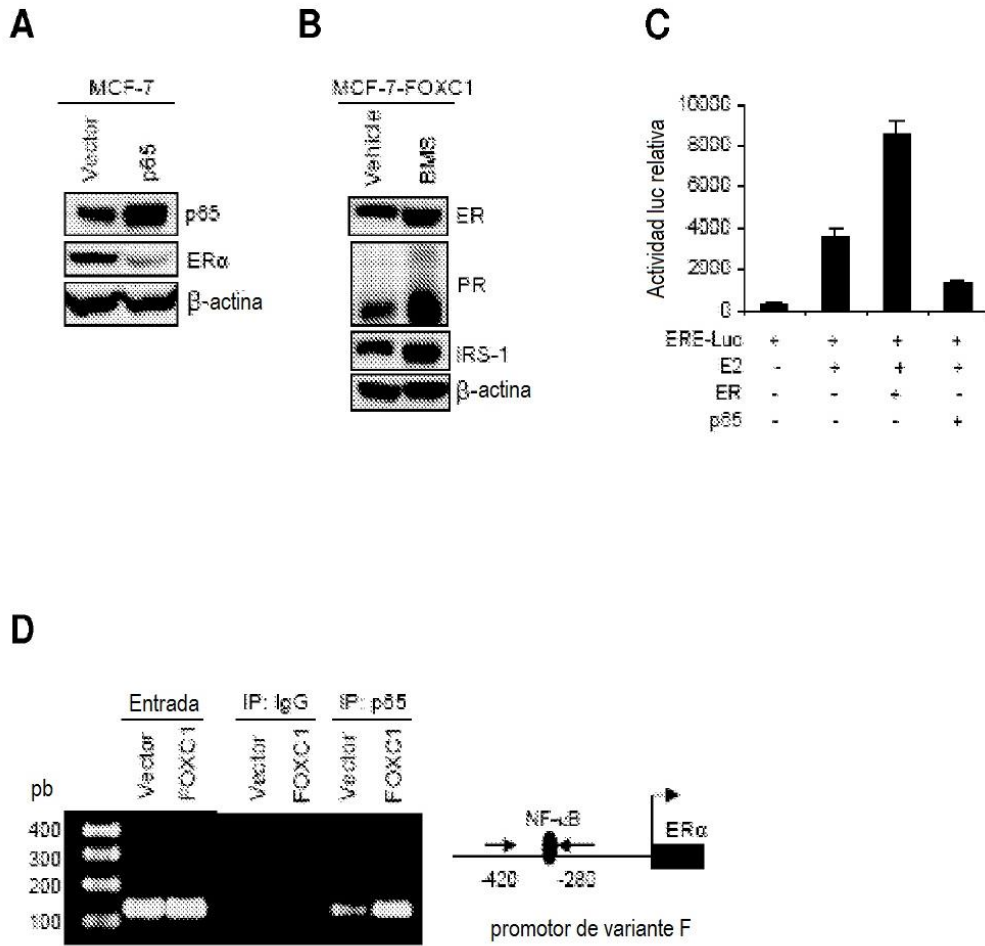 A
MCF-7
Vector
p65
p65
ERα
β-actina
B
MCF-7-FOXC1
Vehicle
BMS
ER
PR
IRS-1
β-actina
C
Actividad luc relativa
10000
8000
6000
4000
2000
0
ERE-Luc + + + +
E2 - + + +
ER - - + -
p65 - - - +
D
Entrada
IP: IgG
IP: p65
Vector
FOXC1
Vector
FOXC1
Vector
FOXC1
pb
400
300
200
100
NF-κB
ERα
-420
-280
promotor de variante F